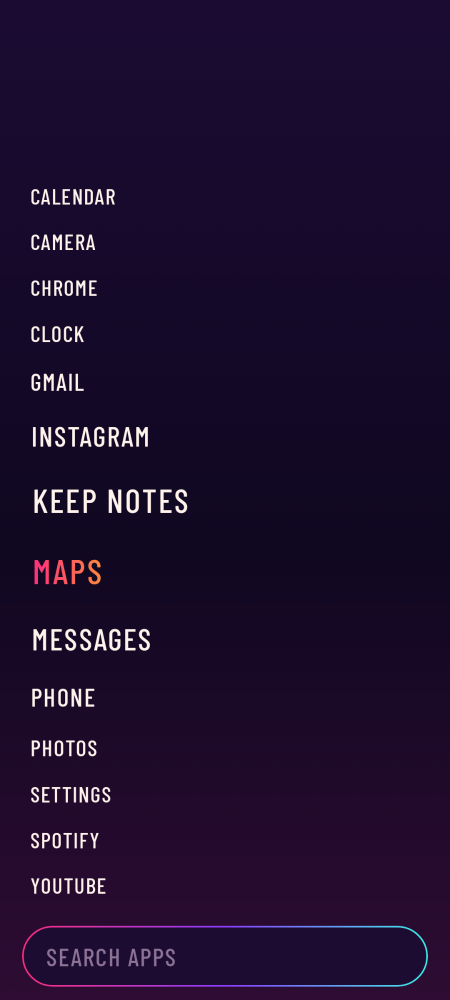 CALENDAR
CAMERA
CHROME
CLOCK
GMAIL
INSTAGRAM
KEEP NOTES
MAPS
MESSAGES
PHONE
PHOTOS
SETTINGS
SPOTIFY
YOUTUBE
SEARCH APPS